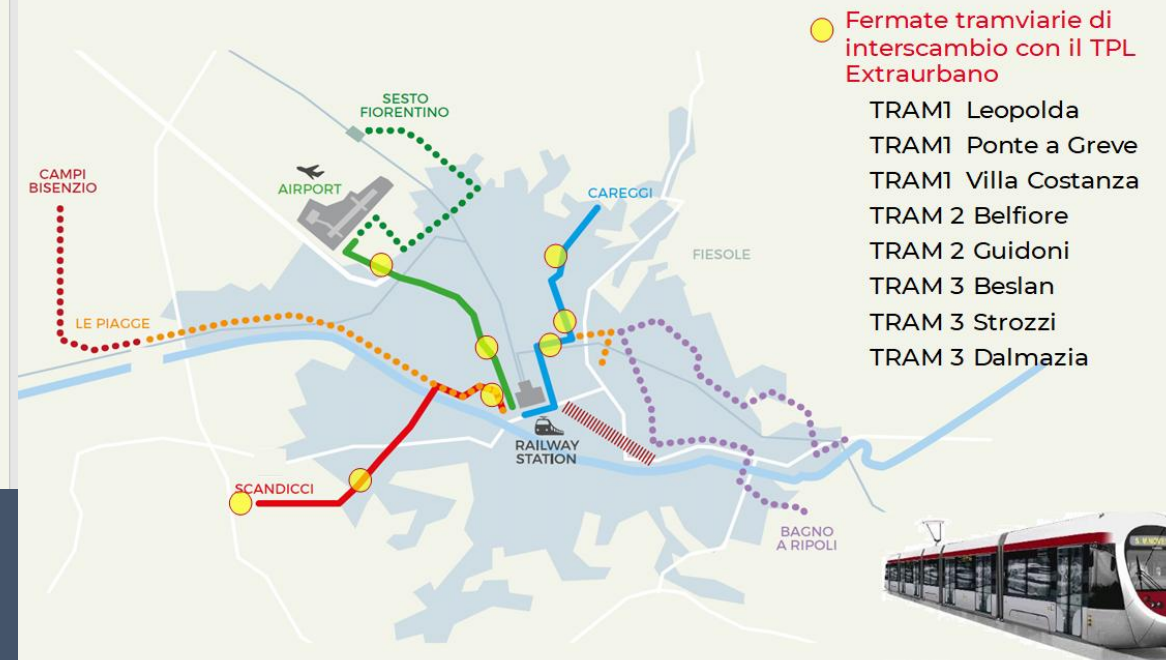 Fermate tramviarie di
interscambio con il TPL
Extraurbano
TRAM1 Leopolda
TRAM1 Ponte a Greve
TRAM1 Villa Costanza
TRAM 2 Belfiore
TRAM 2 Guidoni
TRAM 3 Beslan
TRAM 3 Strozzi
TRAM 3 Dalmazia
SESTO
FIORENTINO
CAMPI
BISENZIO
AIRPORT
CAREGGI
FIESOLE
LE PIAGGE
RAILWAY
STATION
SCANDICCI
BAGNO
A RIPOLI